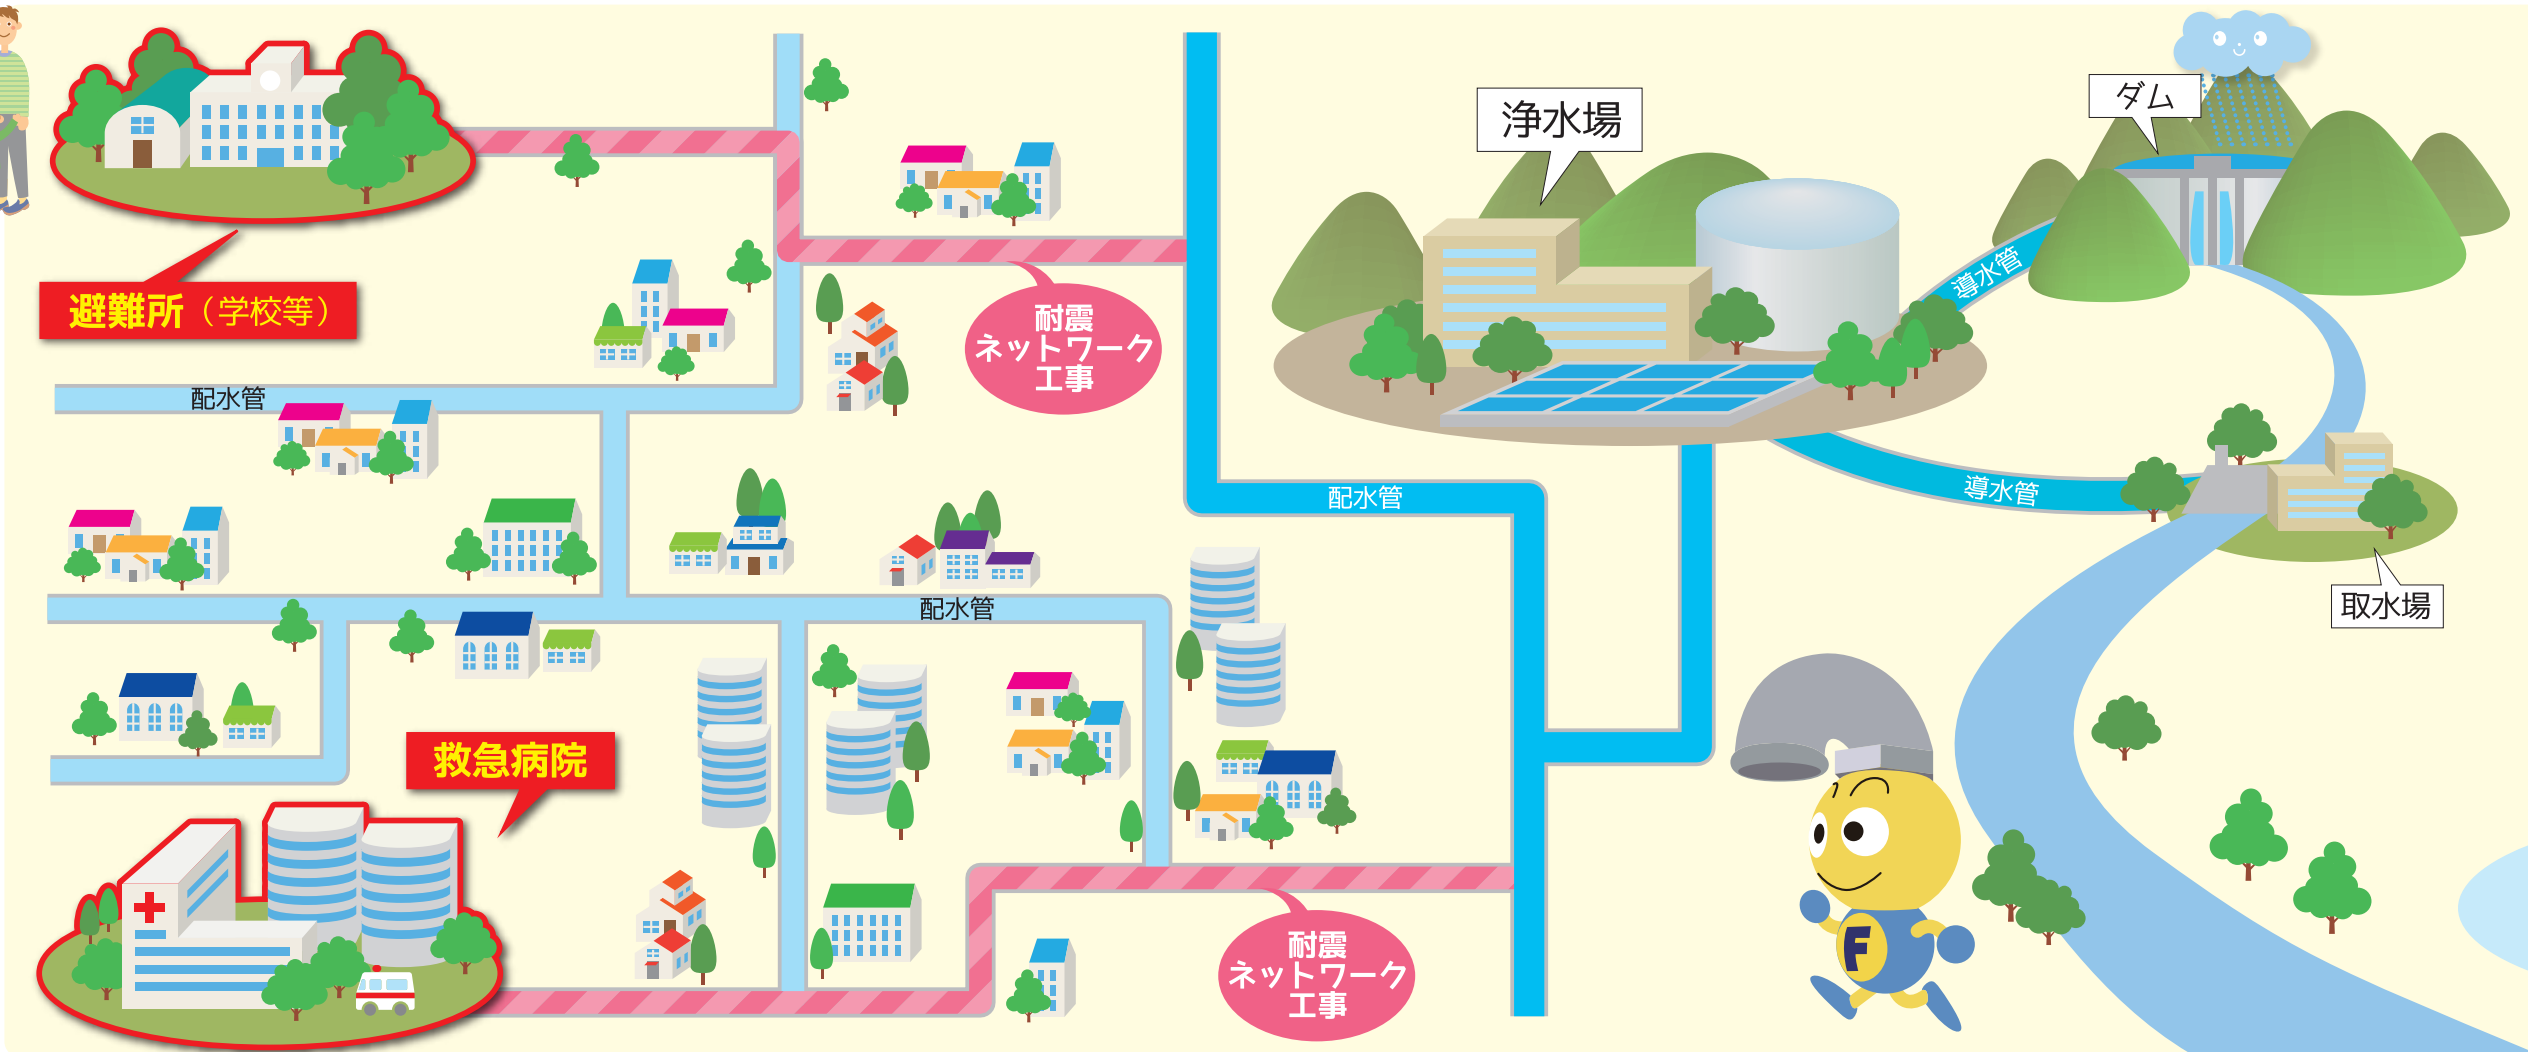 ダム
浄水場
導水管
避難所（学校等）
耐震
ネットワーク
工事
配水管
配水管
導水管
取水場
配水管
救急病院
F
耐震
ネットワーク
工事